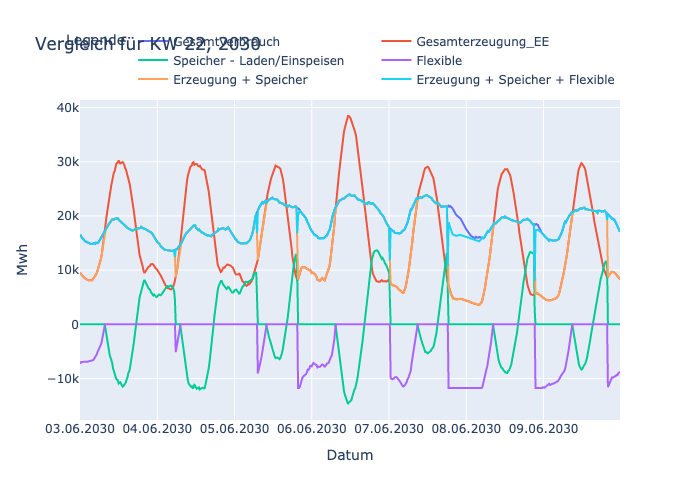 Vergleich für KW 22, 2030
Legende
Gesamtverbrauch
Gesamterzeugung_EE
Speicher - Laden/Einspeisen
Flexible
Erzeugung + Speicher
Erzeugung + Speicher + Flexible
40k
30k
20k
10k
0
−10k
Mwh
03.06.2030 04.06.2030 05.06.2030 06.06.2030 07.06.2030 08.06.2030 09.06.2030
Datum